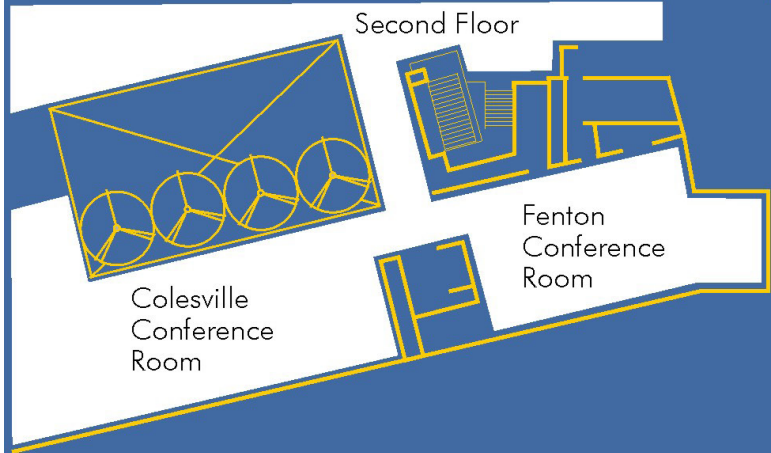 Second Floor
Fenton
Conference
Room
Colesville
Conference
Room